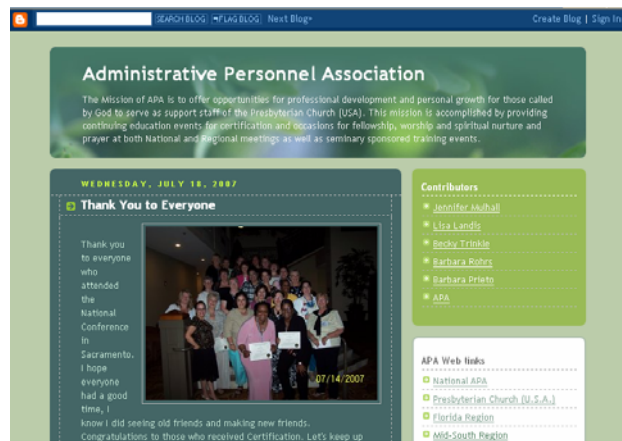 SEARCH BLOG FLAG BLOG Next Blog» Create Blog | Sign In
Administrative Personnel Association
The Mission of APA is to offer opportunities for professional development and personal growth for those called
by God to serve as support staff of the Presbyterian Church (USA). This mission is accomplished by providing
continuing education events for certification and occasions for fellowship, worship and spiritual nurture and
prayer at both National and Regional meetings as well as seminary sponsored training events.
WEDNESDAY, JULY 18, 2007
Thank You to Everyone
Thank you
to everyone
who
attended
the
National
Conference
in
Sacramento.
I hope
everyone
had a good
time, I
know I did seeing old friends and making new friends.
Congratulations to those who received Certification. Let's keep up
07/14/2007
Contributors
Jennifer Mulhall
Lisa Landis
Becky Trinkle
Barbara Rohrs
Barbara Prieto
APA
APA Web links
National APA
Presbyterian Church (U.S.A.)
Florida Region
Mid-South Region